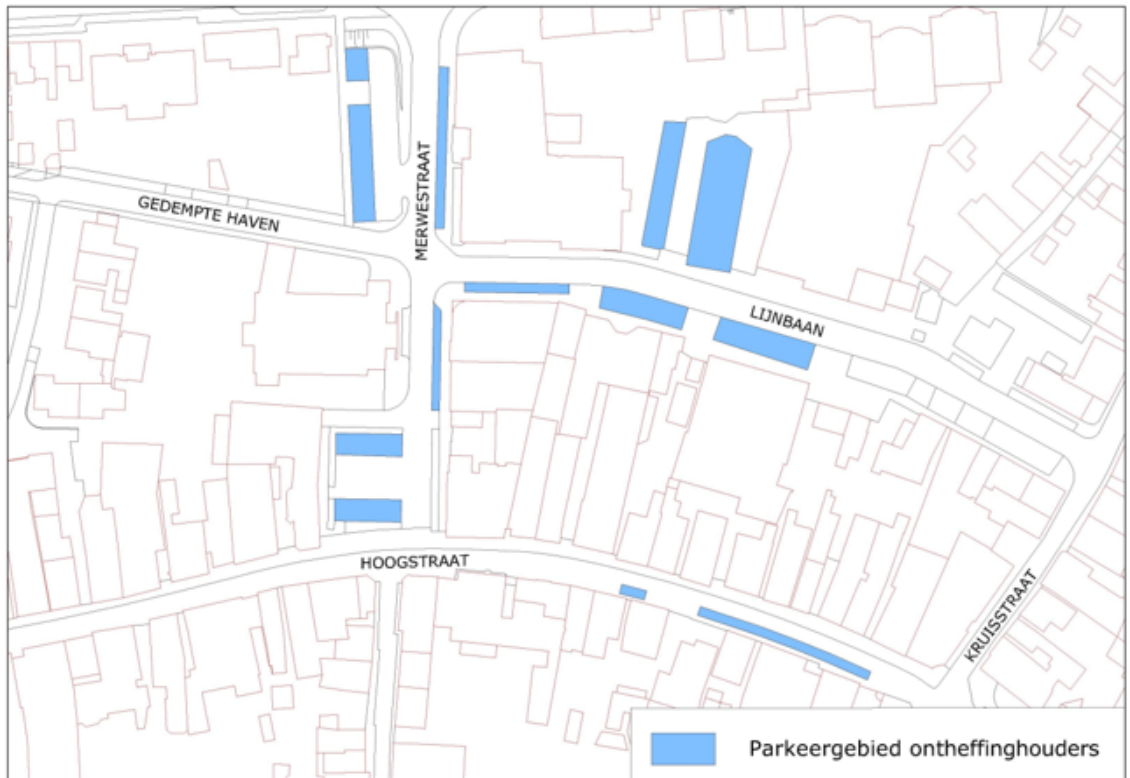 MERWESTRAAT
GEDEMPTE HAVEN
LIJNBAAN
HOOGSTRAAT
KRUISSTRAAT
Parkeergebied ontheffinghouders